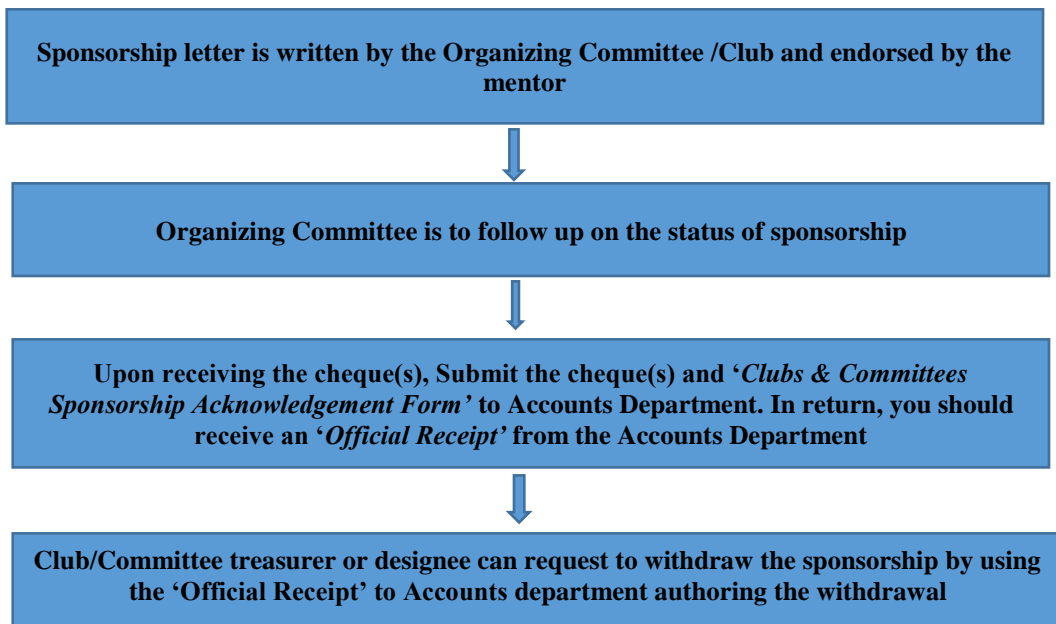 Sponsorship letter is written by the Organizing Committee /Club and endorsed by the
mentor
Organizing Committee is to follow up on the status of sponsorship
Upon receiving the cheque(s), Submit the cheque(s) and ‘Clubs & Committees
Sponsorship Acknowledgement Form’ to Accounts Department. In return, you should
receive an ‘Official Receipt’ from the Accounts Department
Club/Committee treasurer or designee can request to withdraw the sponsorship by using
the ‘Official Receipt’ to Accounts department authoring the withdrawal